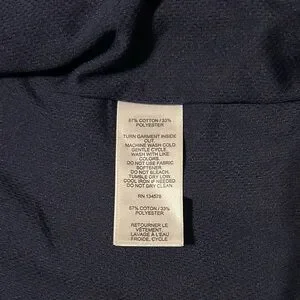 67% COTTON / 33%
POLYESTER
TURN GARMENT INSIDE
OUT.
MACHINE WASH COLD.
GENTLE CYCLE.
WASH WITH LIKE
COLORS.
DO NOT USE FABRIC
SOFTENER.
DO NOT BLEACH.
TUMBLE DRY LOW.
COOL IRON IF NEEDED
DO NOT DRY CLEAN.
RN 134578
67% COTTON / 33%
POLYESTER
RETOURNER LE
VÊTEMENT.
LAVAGE À L'EAU
FROIDE, CYCLE